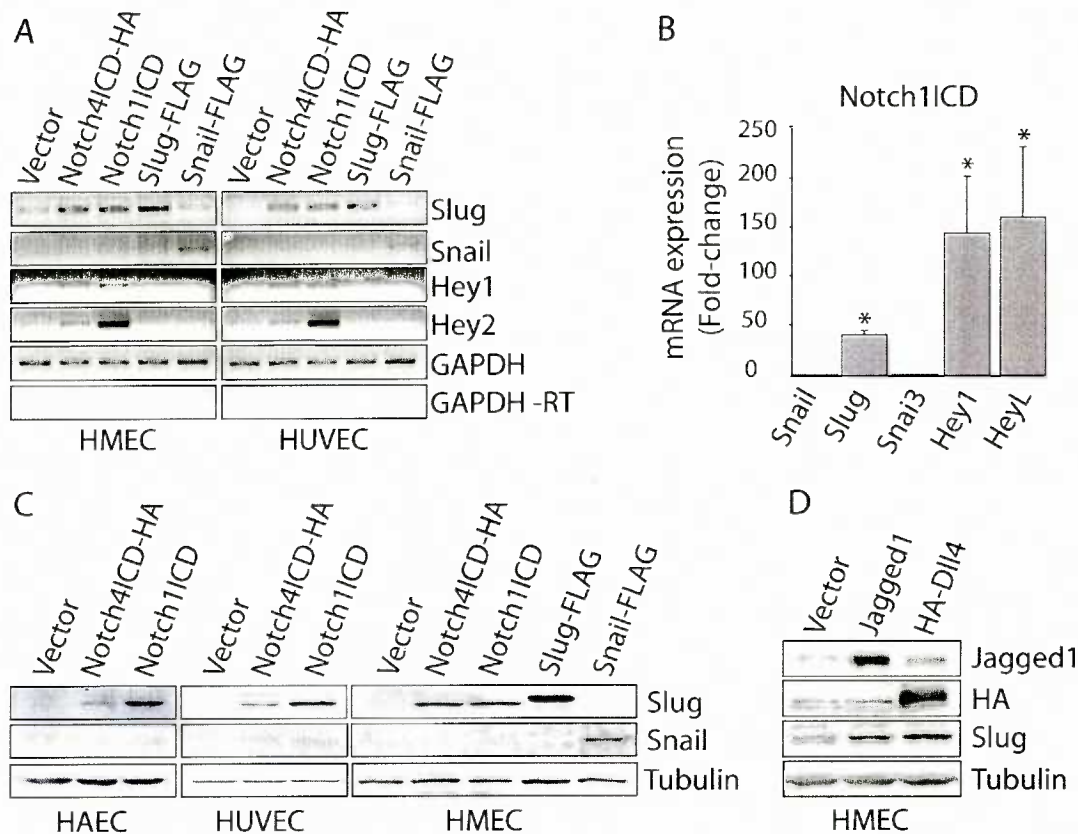 A
Vector
Notch4ICD-HA
Notch1ICD
Slug-FLAG
Snail-FLAG
Vector
Notch4ICD-HA
Notch1ICD
Slug-FLAG
Snail-FLAG
Slug
Snail
Hey1
Hey2
GAPDH
GAPDH -RT
HMEC
HUVEC
B
Notch1ICD
mRNA expression
(Fold-change)
250
200
150
100
50
0
*
*
*
Snail
Slug
Snai3
Hey1
HeyL
C
Vector
Notch4ICD-HA
Notch1ICD
Vector
Notch4ICD-HA
Notch1ICD
Vector
Notch4ICD-HA
Notch1ICD
Slug-FLAG
Snail-FLAG
Slug
Snail
Tubulin
HAEC
HUVEC
HMEC
D
Vector
Jagged1
HA-Dll4
Jagged1
HA
Slug
Tubulin
HMEC